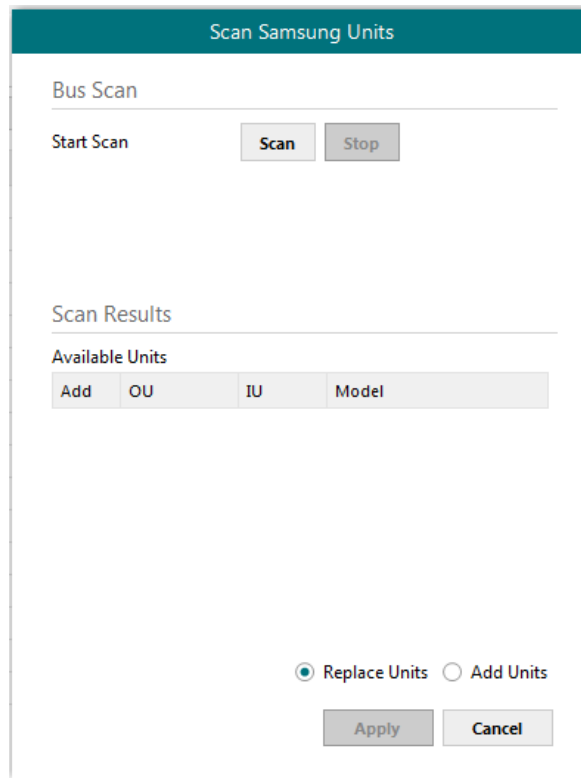 Scan Samsung Units
Bus Scan
Start Scan Scan Stop
Scan Results
Available Units
Add OU IU Model
Replace Units Add Units
Apply Cancel